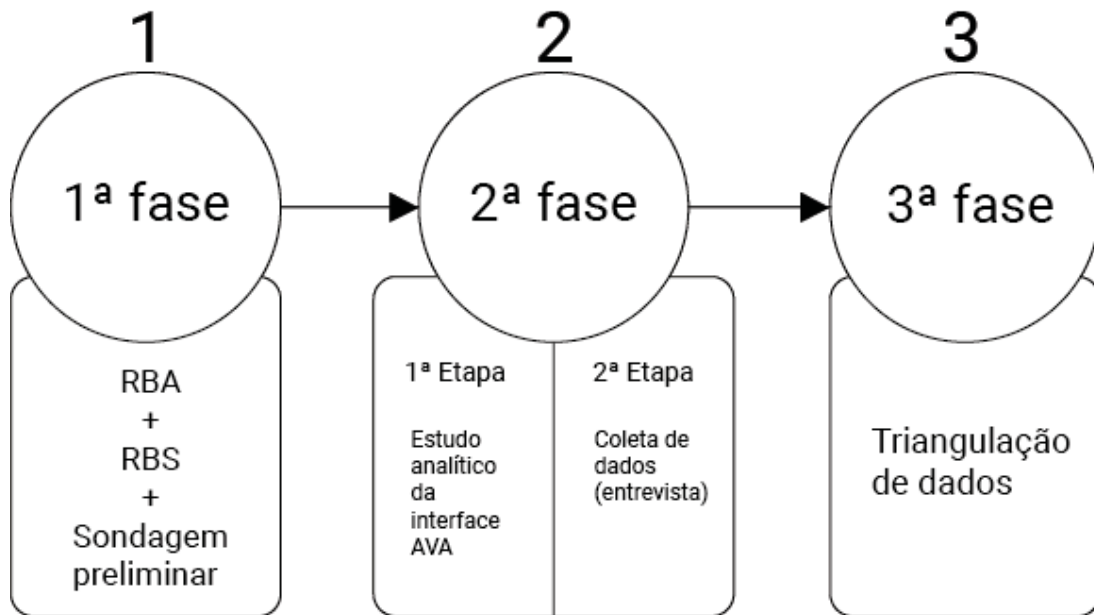 1
2
3
1ª fase
2ª fase
3ª fase
RBA
+
RBS
+
Sondagem
preliminar
1ª Etapa
Estudo
analítico
da
interface
AVA
2ª Etapa
Coleta de
dados
(entrevista)
Triangulação
de dados